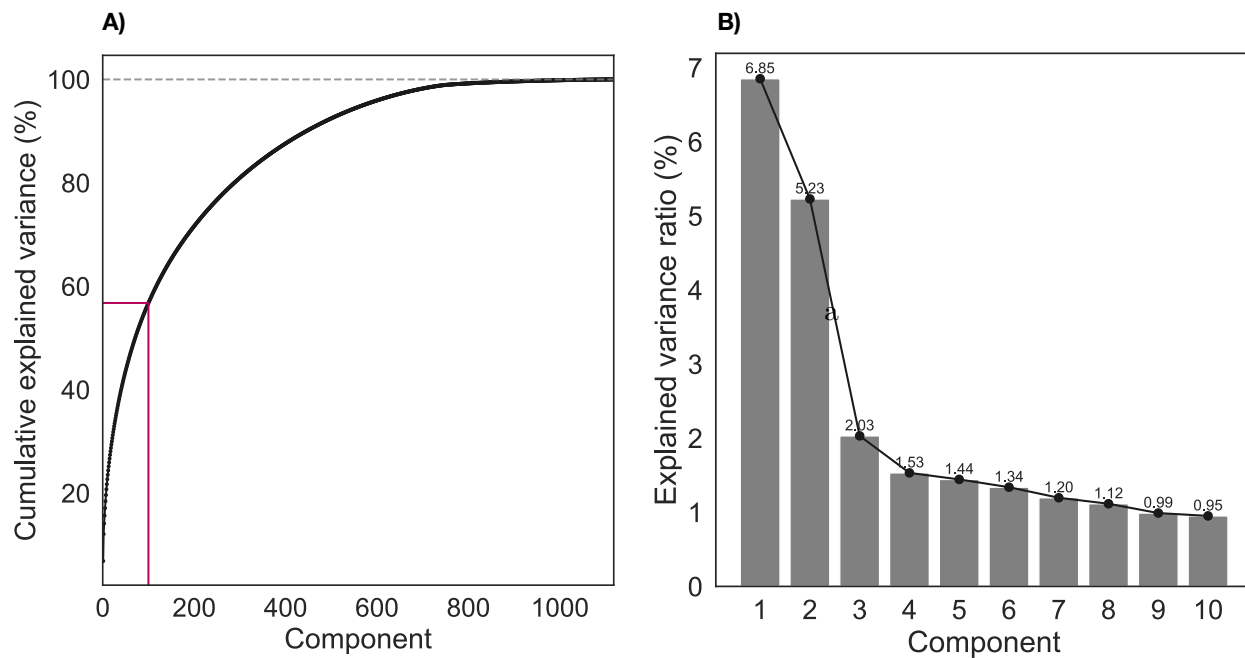 A)
Cumulative explained variance (%)
100
80
60
40
20
0 200 400 600 800 1000
Component
B)
Explained variance ratio (%)
7
6
5
4
3
2
1
0
6.85
5.23
a
2.03
1.53
1.44
1.34
1.20
1.12
0.99
0.95
1 2 3 4 5 6 7 8 9 10
Component